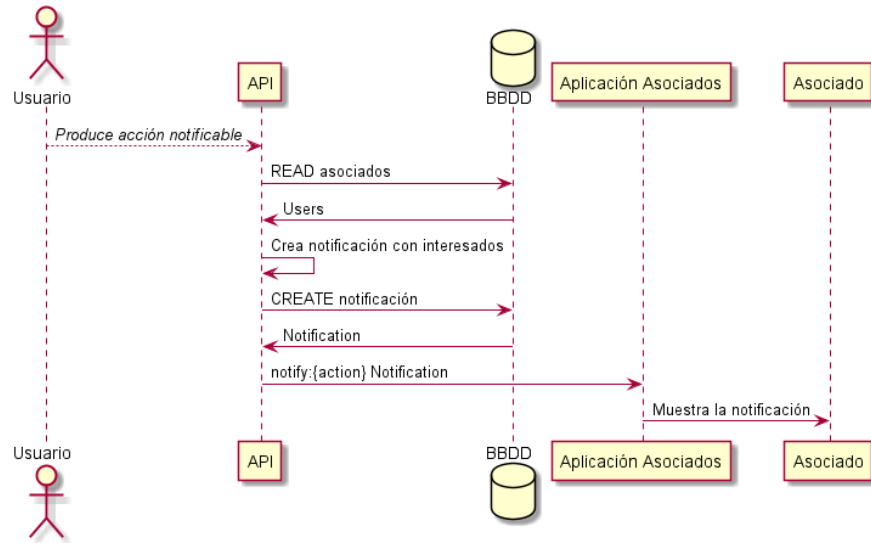 Usuario
API
BBDD
Aplicación Asociados
Asociado
Produce acción notificable
READ asociados
Users
Crea notificación con interesados
CREATE notificación
Notification
notify:{action} Notification
Muestra la notificación
Usuario
API
BBDD
Aplicación Asociados
Asociado